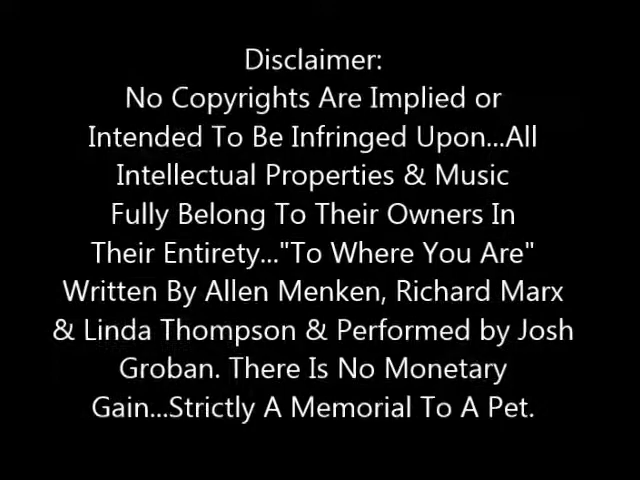 Disclaimer:
No Copyrights Are Implied or
Intended To Be Infringed Upon...All
Intellectual Properties & Music
Fully Belong To Their Owners In
Their Entirety..."To Where You Are"
Written By Allen Menken, Richard Marx
& Linda Thompson & Performed by Josh
Groban. There Is No Monetary
Gain...Strictly A Memorial To A Pet.